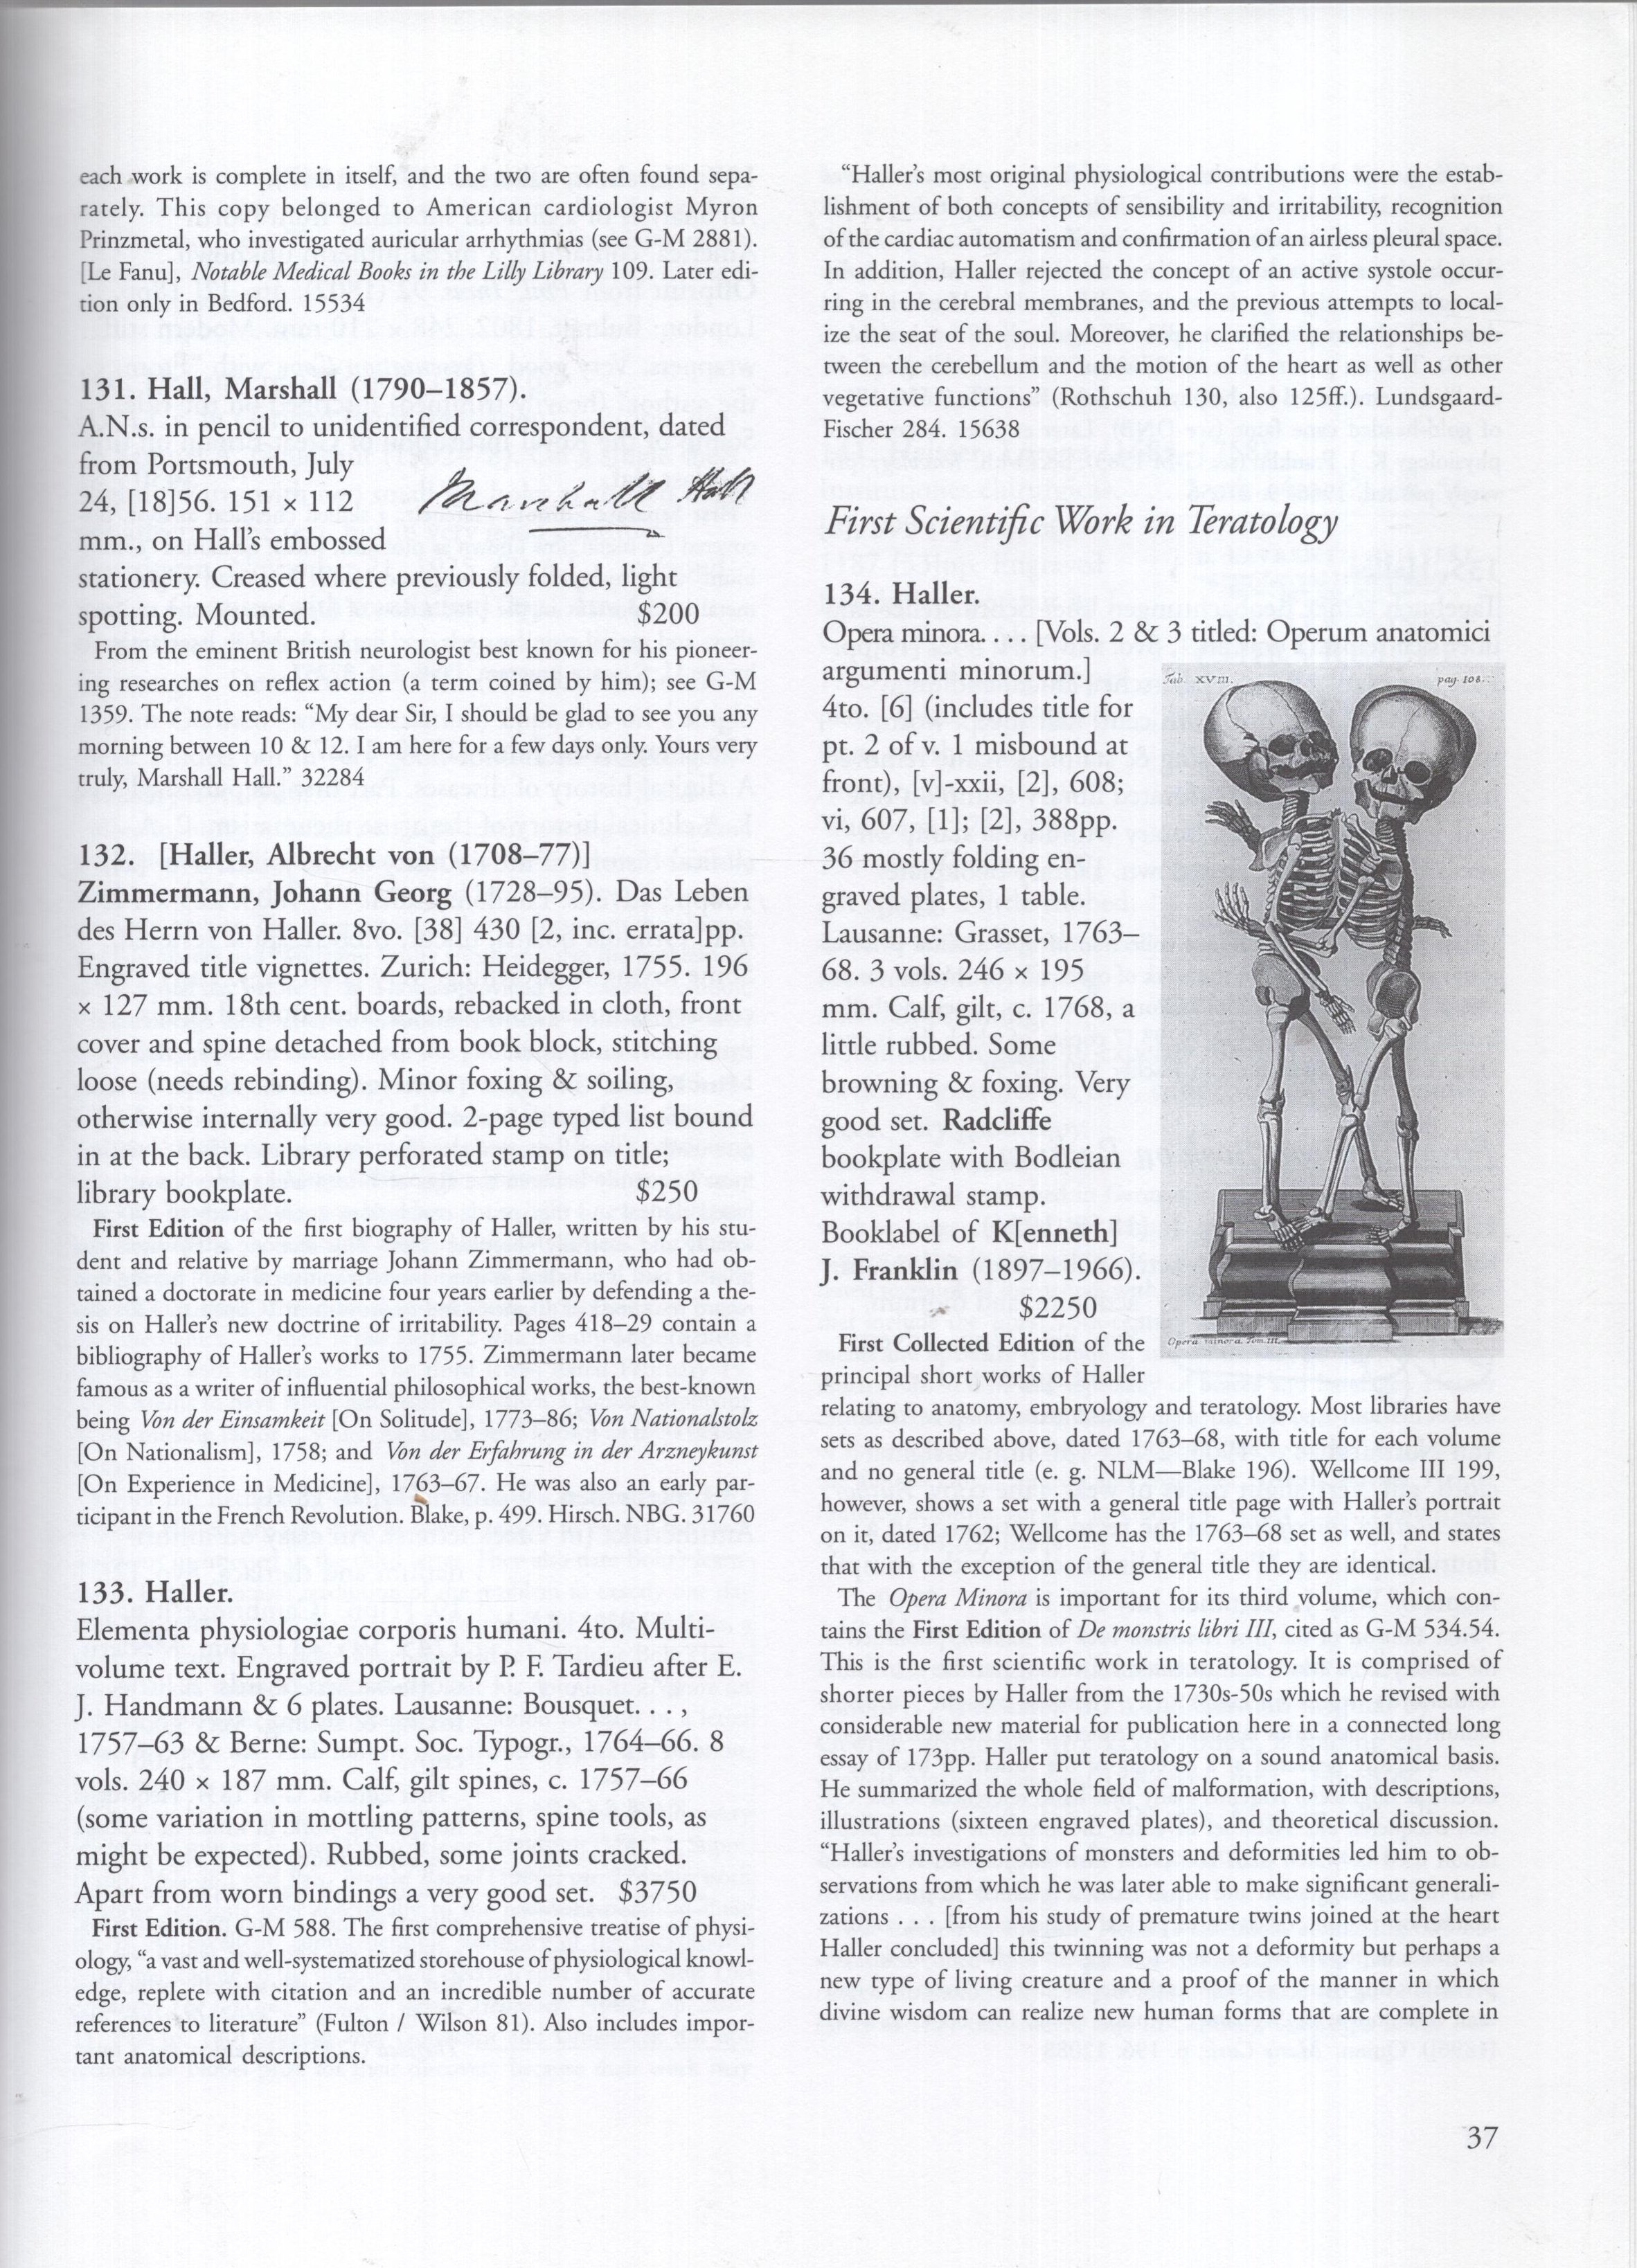 each work is complete in itself, and the two are often found sepa-
rately. This copy belonged to American cardiologist Myron
Prinzmetal, who investigated auricular arrhythmias (see G-M 2881).
[Le Fanu], Notable Medical Books in the Lilly Library 109. Later edi-
tion only in Bedford. 15534
131. Hall, Marshall (1790–1857).
A.N.s. in pencil to unidentified correspondent, dated
from Portsmouth, July
24, [18]56. 151 × 112
mm., on Hall's embossed
Marshall Hall
stationery. Creased where previously folded, light
spotting. Mounted. $200
From the eminent British neurologist best known for his pioneer-
ing researches on reflex action (a term coined by him); see G-M
1359. The note reads: “My dear Sir, I should be glad to see you any
morning between 10 & 12. I am here for a few days only. Yours very
truly, Marshall Hall.” 32284
132. [Haller, Albrecht von (1708–77)]
Zimmermann, Johann Georg (1728–95). Das Leben
des Herrn von Haller. 8vo. [38] 430 [2, inc. errata]pp.
Engraved title vignettes. Zurich: Heidegger, 1755. 196
× 127 mm. 18th cent. boards, rebacked in cloth, front
cover and spine detached from book block, stitching
loose (needs rebinding). Minor foxing & soiling,
otherwise internally very good. 2-page typed list bound
in at the back. Library perforated stamp on title;
library bookplate. $250
First Edition of the first biography of Haller, written by his stu-
dent and relative by marriage Johann Zimmermann, who had ob-
tained a doctorate in medicine four years earlier by defending a the-
sis on Haller's new doctrine of irritability. Pages 418–29 contain a
bibliography of Haller's works to 1755. Zimmermann later became
famous as a writer of influential philosophical works, the best-known
being Von der Einsamkeit [On Solitude], 1773–86; Von Nationalstolz
[On Nationalism], 1758; and Von der Erfahrung in der Arzneykunst
[On Experience in Medicine], 1763–67. He was also an early par-
ticipant in the French Revolution. Blake, p. 499. Hirsch. NBG. 31760
133. Haller.
Elementa physiologiae corporis humani. 4to. Multi-
volume text. Engraved portrait by P. F. Tardieu after E.
J. Handmann & 6 plates. Lausanne: Bousquet. . . ,
1757–63 & Berne: Sumpt. Soc. Typogr., 1764–66. 8
vols. 240 × 187 mm. Calf, gilt spines, c. 1757–66
(some variation in mottling patterns, spine tools, as
might be expected). Rubbed, some joints cracked.
Apart from worn bindings a very good set. $3750
First Edition. G-M 588. The first comprehensive treatise of physi-
ology, “a vast and well-systematized storehouse of physiological knowl-
edge, replete with citation and an incredible number of accurate
references to literature” (Fulton / Wilson 81). Also includes impor-
tant anatomical descriptions.
“Haller's most original physiological contributions were the estab-
lishment of both concepts of sensibility and irritability, recognition
of the cardiac automatism and confirmation of an airless pleural space.
In addition, Haller rejected the concept of an active systole occur-
ring in the cerebral membranes, and the previous attempts to local-
ize the seat of the soul. Moreover, he clarified the relationships be-
tween the cerebellum and the motion of the heart as well as other
vegetative functions” (Rothschuh 130, also 125ff.). Lundsgaard-
Fischer 284. 15638
First Scientific Work in Teratology
134. Haller.
Opera minora. . . . [Vols. 2 & 3 titled: Operum anatomici
argumenti minorum.]
4to. [6] (includes title for
pt. 2 of v. 1 misbound at
front), [v]-xxii, [2], 608;
vi, 607, [1]; [2], 388pp.
36 mostly folding en-
graved plates, 1 table.
Lausanne: Grasset, 1763–
68. 3 vols. 246 × 195
mm. Calf, gilt, c. 1768, a
little rubbed. Some
browning & foxing. Very
good set. Radcliffe
bookplate with Bodleian
withdrawal stamp.
Booklabel of K[enneth]
J. Franklin (1897–1966).
$2250
Tab. XVIII. pag. 108.
Opera minora. Tom. III.
First Collected Edition of the
principal short works of Haller
relating to anatomy, embryology and teratology. Most libraries have
sets as described above, dated 1763–68, with title for each volume
and no general title (e. g. NLM—Blake 196). Wellcome III 199,
however, shows a set with a general title page with Haller's portrait
on it, dated 1762; Wellcome has the 1763–68 set as well, and states
that with the exception of the general title they are identical.
The Opera Minora is important for its third volume, which con-
tains the First Edition of De monstris libri III, cited as G-M 534.54.
This is the first scientific work in teratology. It is comprised of
shorter pieces by Haller from the 1730s-50s which he revised with
considerable new material for publication here in a connected long
essay of 173pp. Haller put teratology on a sound anatomical basis.
He summarized the whole field of malformation, with descriptions,
illustrations (sixteen engraved plates), and theoretical discussion.
“Haller's investigations of monsters and deformities led him to ob-
servations from which he was later able to make significant generali-
zations . . . [from his study of premature twins joined at the heart
Haller concluded] this twinning was not a deformity but perhaps a
new type of living creature and a proof of the manner in which
divine wisdom can realize new human forms that are complete in
37